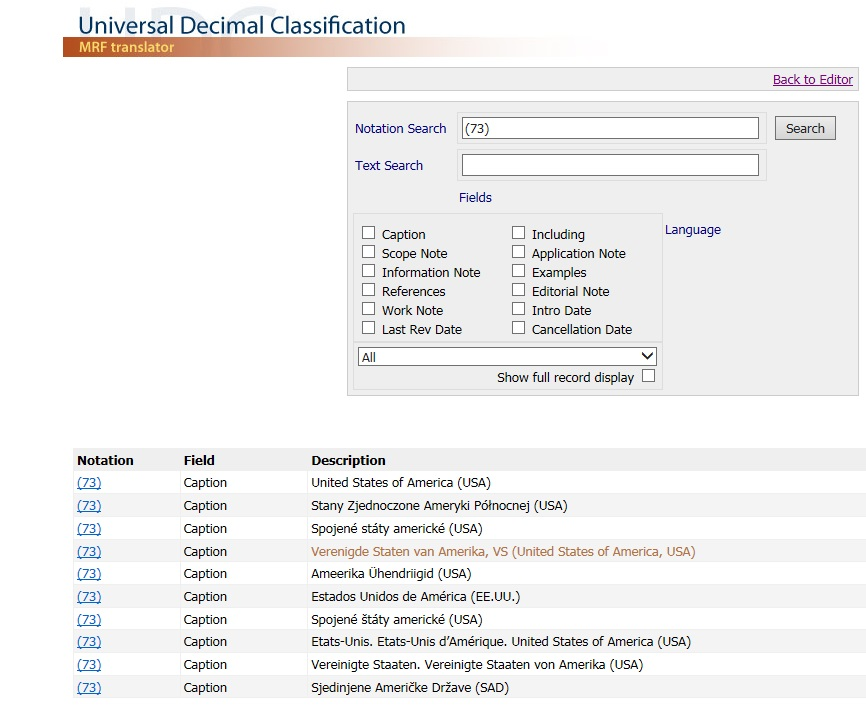 Universal Decimal Classification
MRF translator
Back to Editor
Notation Search (73) Search
Text Search
Fields
Language
Caption Including
Scope Note Application Note
Information Note Examples
References Editorial Note
Work Note Intro Date
Last Rev Date Cancellation Date
All
Show full record display
Notation Field Description
(73) Caption United States of America (USA)
(73) Caption Stany Zjednoczone Ameryki Północnej (USA)
(73) Caption Spojené státy americké (USA)
(73) Caption Verenigde Staten van Amerika, VS (United States of America, USA)
(73) Caption Ameerika Ühendriigid (USA)
(73) Caption Estados Unidos de América (EE.UU.)
(73) Caption Spojené štáty americké (USA)
(73) Caption Etats-Unis. Etats-Unis d’Amérique. United States of America (USA)
(73) Caption Vereinigte Staaten. Vereinigte Staaten von Amerika (USA)
(73) Caption Sjedinjene Američke Države (SAD)